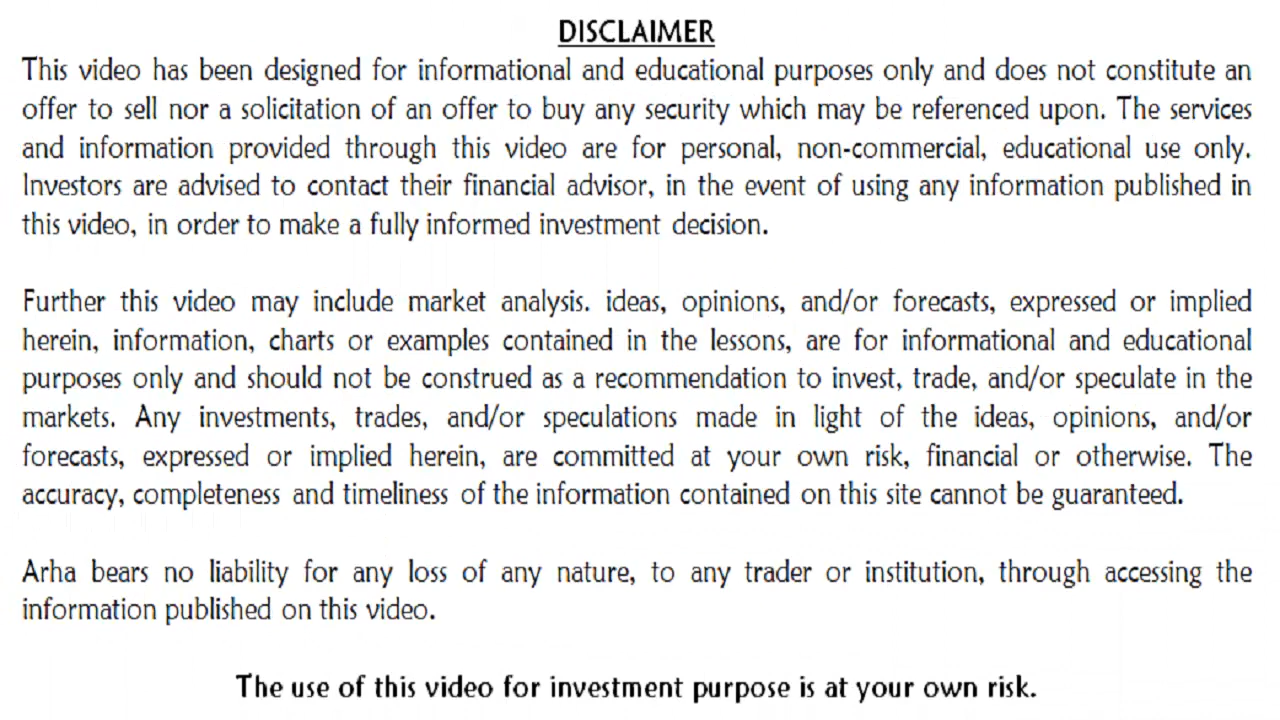 DISCLAIMER
This video has been designed for informational and educational purposes only and does not constitute an
offer to sell nor a solicitation of an offer to buy any security which may be referenced upon. The services
and information provided through this video are for personal, non-commercial, educational use only.
Investors are advised to contact their financial advisor, in the event of using any information published in
this video, in order to make a fully informed investment decision.
Further this video may include market analysis. ideas, opinions, and/or forecasts, expressed or implied
herein, information, charts or examples contained in the lessons, are for informational and educational
purposes only and should not be construed as a recommendation to invest, trade, and/or speculate in the
markets. Any investments, trades, and/or speculations made in light of the ideas, opinions, and/or
forecasts, expressed or implied herein, are committed at your own risk, financial or otherwise. The
accuracy, completeness and timeliness of the information contained on this site cannot be guaranteed.
Arha bears no liability for any loss of any nature, to any trader or institution, through accessing the
information published on this video.
The use of this video for investment purpose is at your own risk.